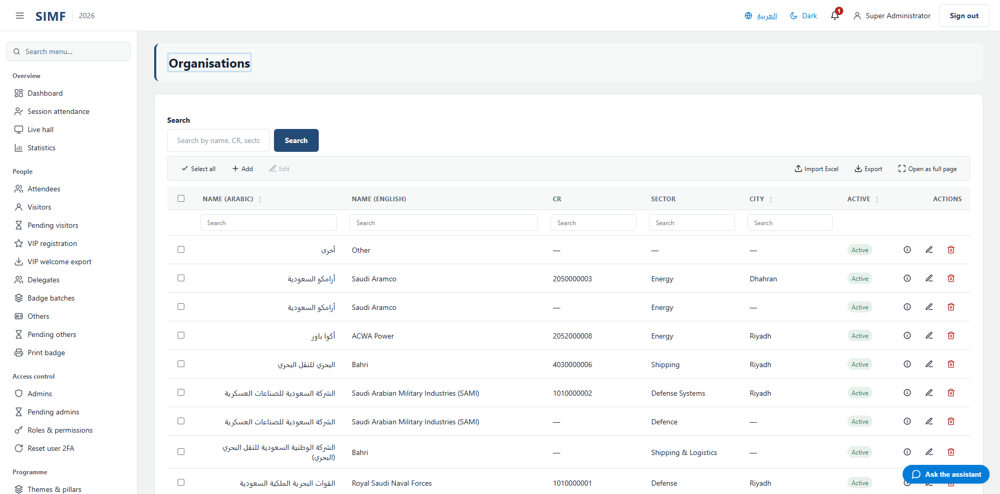 SIMF 2026
العربية
Dark
1
Super Administrator
Sign out
Search menu...
Overview
Dashboard
Session attendance
Live hall
Statistics
People
Attendees
Visitors
Pending visitors
VIP registration
VIP welcome export
Delegates
Badge batches
Others
Pending others
Print badge
Access control
Admins
Pending admins
Roles & permissions
Reset user 2FA
Programme
Themes & pillars
Organisations
Search
Search by name, CR, secto
Search
Select all
Add
Edit
Import Excel
Export
Open as full page
NAME (ARABIC) NAME (ENGLISH) CR SECTOR CITY ACTIVE ACTIONS
Search Search Search Search Search
أخرى Other — — — Active
أرامكو السعودية Saudi Aramco 2050000003 Energy Dhahran Active
أرامكو السعودية Saudi Aramco — Energy — Active
أكوا باور ACWA Power 2052000008 Energy Riyadh Active
البحري للنقل البحري Bahri 4030000006 Shipping Riyadh Active
الشركة السعودية للصناعات العسكرية Saudi Arabian Military Industries (SAMI) 1010000002 Defense Systems Riyadh Active
الشركة السعودية للصناعات العسكرية Saudi Arabian Military Industries (SAMI) — Defence — Active
الشركة الوطنية السعودية للنقل البحري
(البحري) Bahri — Shipping & Logistics — Active
القوات البحرية الملكية السعودية Royal Saudi Naval Forces 1010000001 Defense Riyadh Active
Ask the assistant